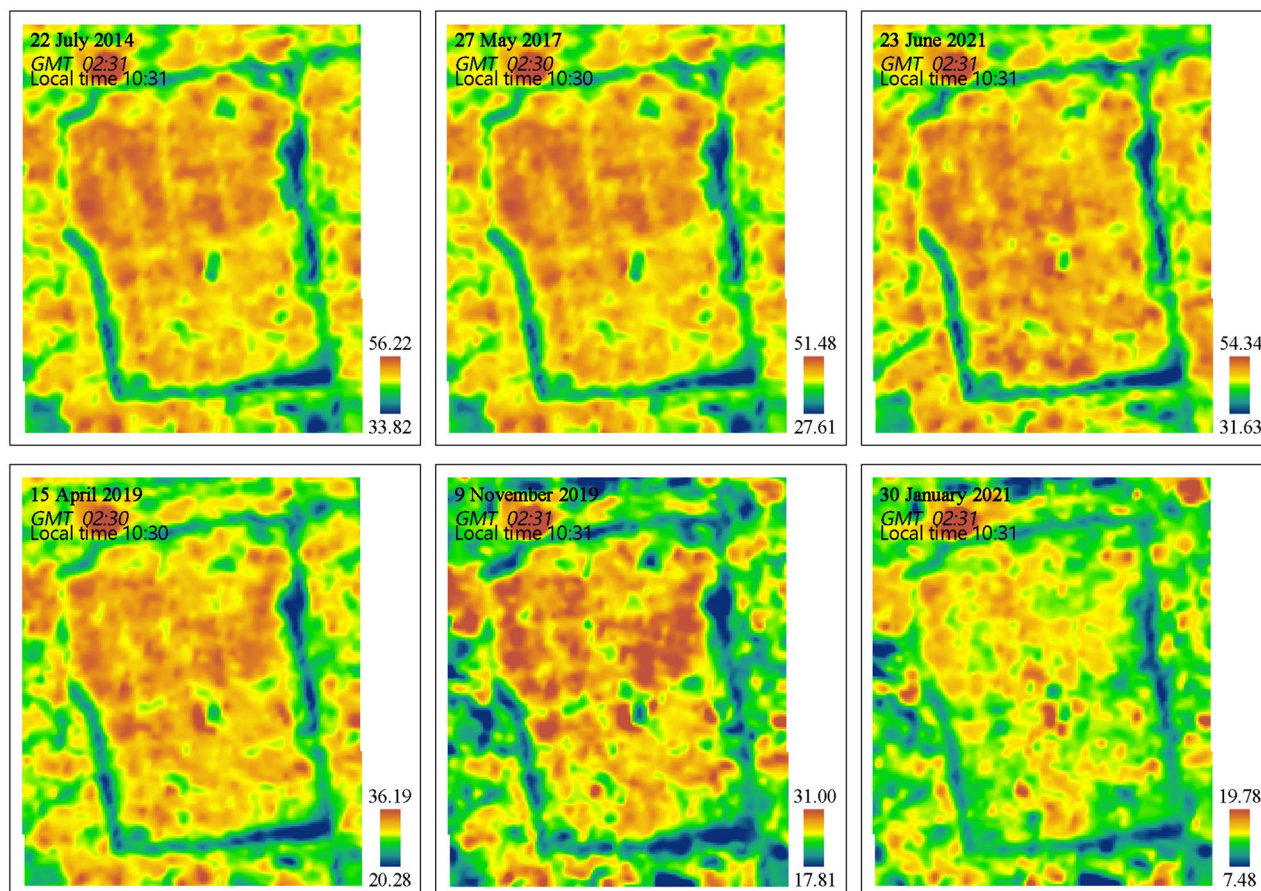 22 July 2014
GMT 02:31
Local time 10:31
56.22
33.82
27 May 2017
GMT 02:30
Local time 10:30
51.48
27.61
23 June 2021
GMT 02:31
Local time 10:31
54.34
31.63
15 April 2019
GMT 02:30
Local time 10:30
36.19
20.28
9 November 2019
GMT 02:31
Local time 10:31
31.00
17.81
30 January 2021
GMT 02:31
Local time 10:31
19.78
7.48